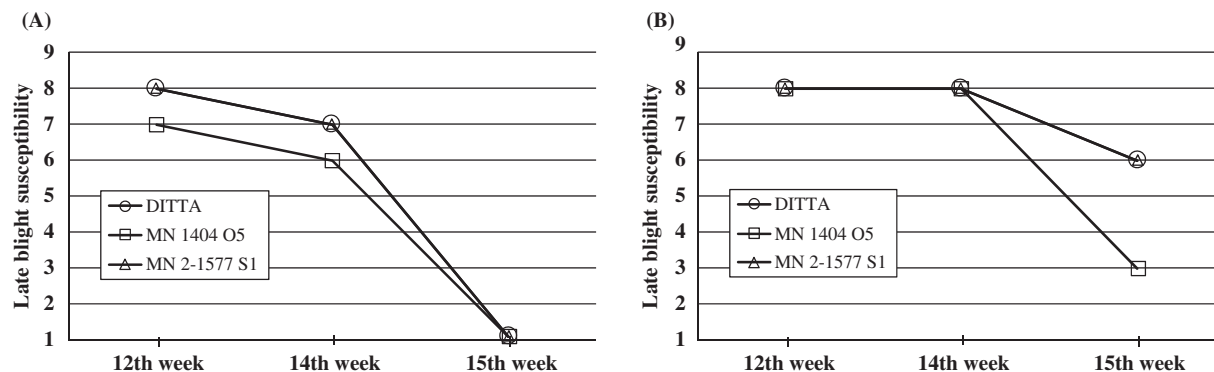 (A)
Late blight susceptibility
9
8
7
6
5
4
3
2
1
DITTA
MN 1404 O5
MN 2-1577 S1
12th week 14th week 15th week
(B)
Late blight susceptibility
9
8
7
6
5
4
3
2
1
DITTA
MN 1404 O5
MN 2-1577 S1
12th week 14th week 15th week